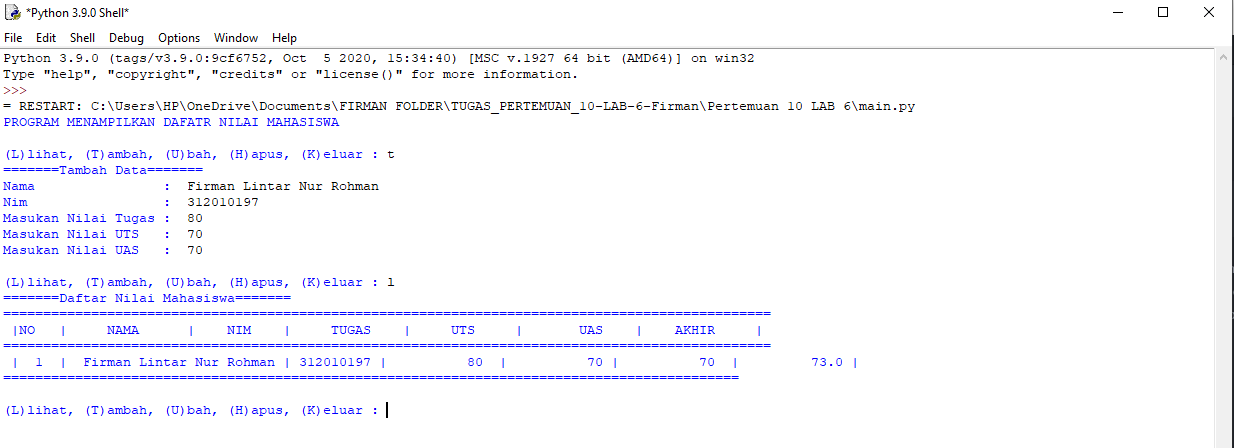 *Python 3.9.0 Shell*
File Edit Shell Debug Options Window Help
Python 3.9.0 (tags/v3.9.0:9cf6752, Oct  5 2020, 15:34:40) [MSC v.1927 64 bit (AMD64)] on win32
Type "help", "copyright", "credits" or "license()" for more information.
>>>
= RESTART: C:\Users\HP\OneDrive\Documents\FIRMAN FOLDER\TUGAS_PERTEMUAN_10-LAB-6-Firman\Pertemuan 10 LAB 6\main.py
PROGRAM MENAMPILKAN DAFATR NILAI MAHASISWA
(L)lihat, (T)ambah, (U)bah, (H)apus, (K)eluar : t
=======Tambah Data=======
Nama                :  Firman Lintar Nur Rohman
Nim                 :  312010197
Masukan Nilai Tugas :  80
Masukan Nilai UTS   :  70
Masukan Nilai UAS   :  70
(L)lihat, (T)ambah, (U)bah, (H)apus, (K)eluar : l
=======Daftar Nilai Mahasiswa=======
================================================================================================
|NO   |     NAMA      |    NIM    |     TUGAS    |     UTS     |       UAS    |    AKHIR     |
================================================================================================
|  1  |  Firman Lintar Nur Rohman | 312010197 |          80  |          70 |          70  |         73.0 |
============================================================================================
(L)lihat, (T)ambah, (U)bah, (H)apus, (K)eluar :